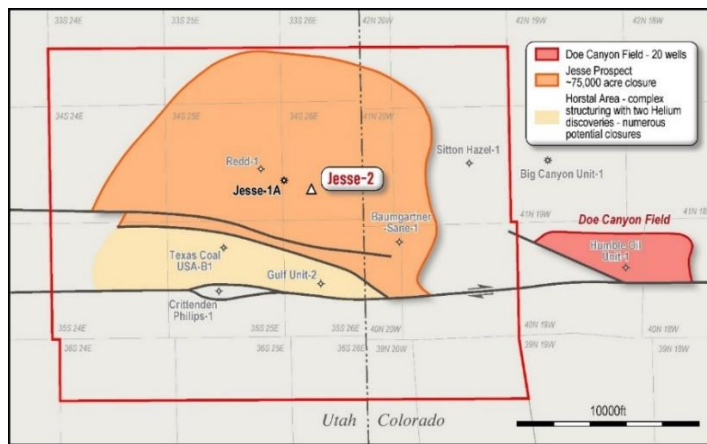 33S 24E
33S 25E
33S 26E
42N 20W
42N 19W
42N 18W
Doe Canyon Field - 20 wells
Jesse Prospect
~75,000 acre closure
Horstal Area - complex
structuring with two Helium
discoveries - numerous
potential closures
34S 24E
34S 25E
34S 26E
41N 20W
Redd-1
Jesse-1A
Jesse-2
Sitton Hazel-1
Big Canyon Unit-1
Baumgartner
-Sane-1
41N 19W
41N 18W
Doe Canyon Field
Humble Oil
Unit-1
Texas Coal
USA-B1
Gulf Unit-2
Crittenden
Philips-1
35S 24E
35S 25E
35S 26E
40N 20W
40N 19W
40N 18W
36S 24E
36S 25E
36S 26E
39N 20W
39N 19W
39N 18W
Utah
Colorado
10000ft